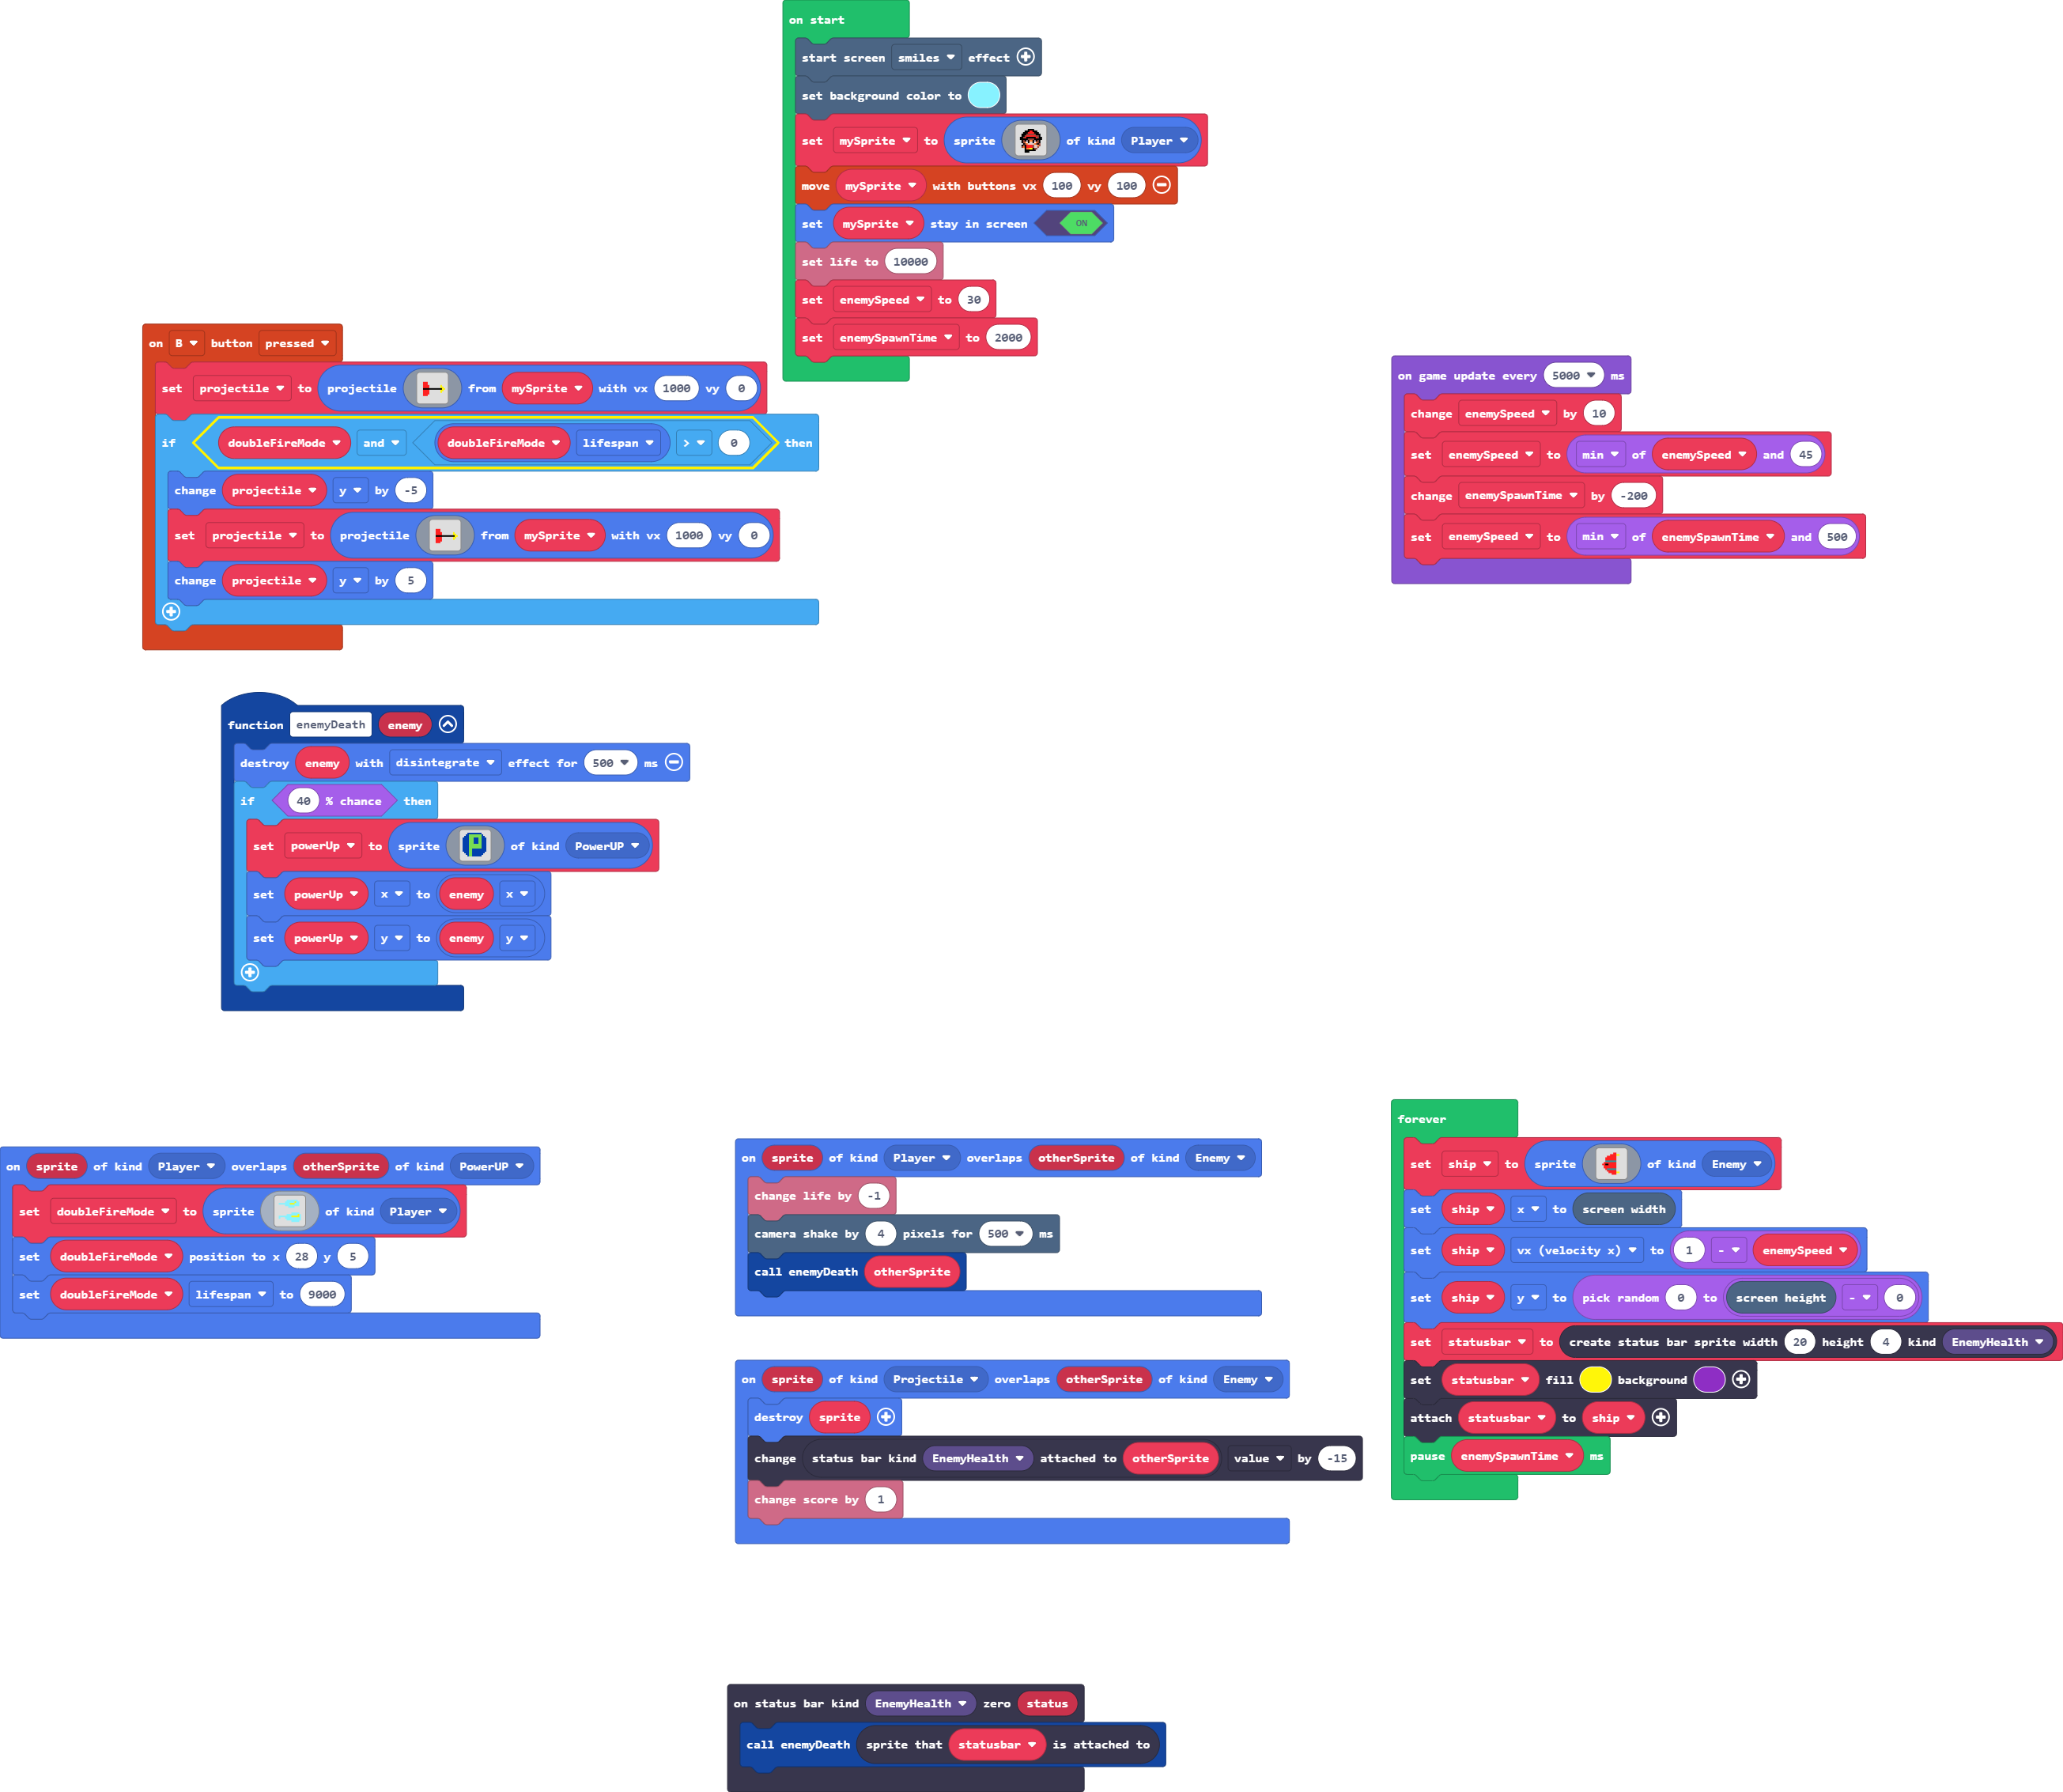 on start
start screen smiles effect
set background color to
set mySprite to sprite of kind Player
move mySprite with buttons vx 100 vy 100
set mySprite stay in screen ON
set life to 10000
set enemySpeed to 30
set enemySpawnTime to 2000
on B button pressed
set projectile to projectile from mySprite with vx 1000 vy 0
if doubleFireMode and doubleFireMode lifespan > 0 then
change projectile y by -5
set projectile to projectile from mySprite with vx 1000 vy 0
change projectile y by 5
on game update every 5000 ms
change enemySpeed by 10
set enemySpeed to min of enemySpeed and 45
change enemySpawnTime by -200
set enemySpeed to min of enemySpawnTime and 500
function enemyDeath enemy
destroy enemy with disintegrate effect for 500 ms
if 40 % chance then
set powerUp to sprite of kind PowerUP
set powerUp x to enemy x
set powerUp y to enemy y
on sprite of kind Player overlaps otherSprite of kind PowerUP
set doubleFireMode to sprite of kind Player
set doubleFireMode position to x 28 y 5
set doubleFireMode lifespan to 9000
on sprite of kind Player overlaps otherSprite of kind Enemy
change life by -1
camera shake by 4 pixels for 500 ms
call enemyDeath otherSprite
on sprite of kind Projectile overlaps otherSprite of kind Enemy
destroy sprite
change status bar kind EnemyHealth attached to otherSprite value by -15
change score by 1
forever
set ship to sprite of kind Enemy
set ship x to screen width
set ship vx (velocity x) to 1 - enemySpeed
set ship y to pick random 0 to screen height - 0
set statusbar to create status bar sprite width 20 height 4 kind EnemyHealth
set statusbar fill background
attach statusbar to ship
pause enemySpawnTime ms
on status bar kind EnemyHealth zero status
call enemyDeath sprite that statusbar is attached to